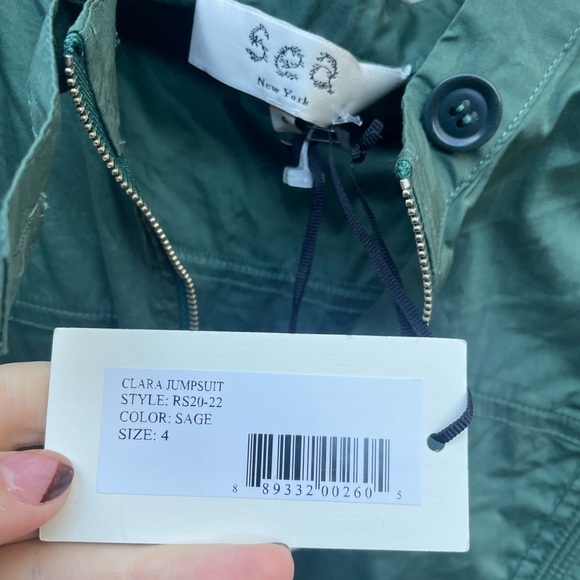 Sea
New York
CLARA JUMPSUIT
STYLE: RS20-22
COLOR: SAGE
SIZE: 4
8 89332 00260 5